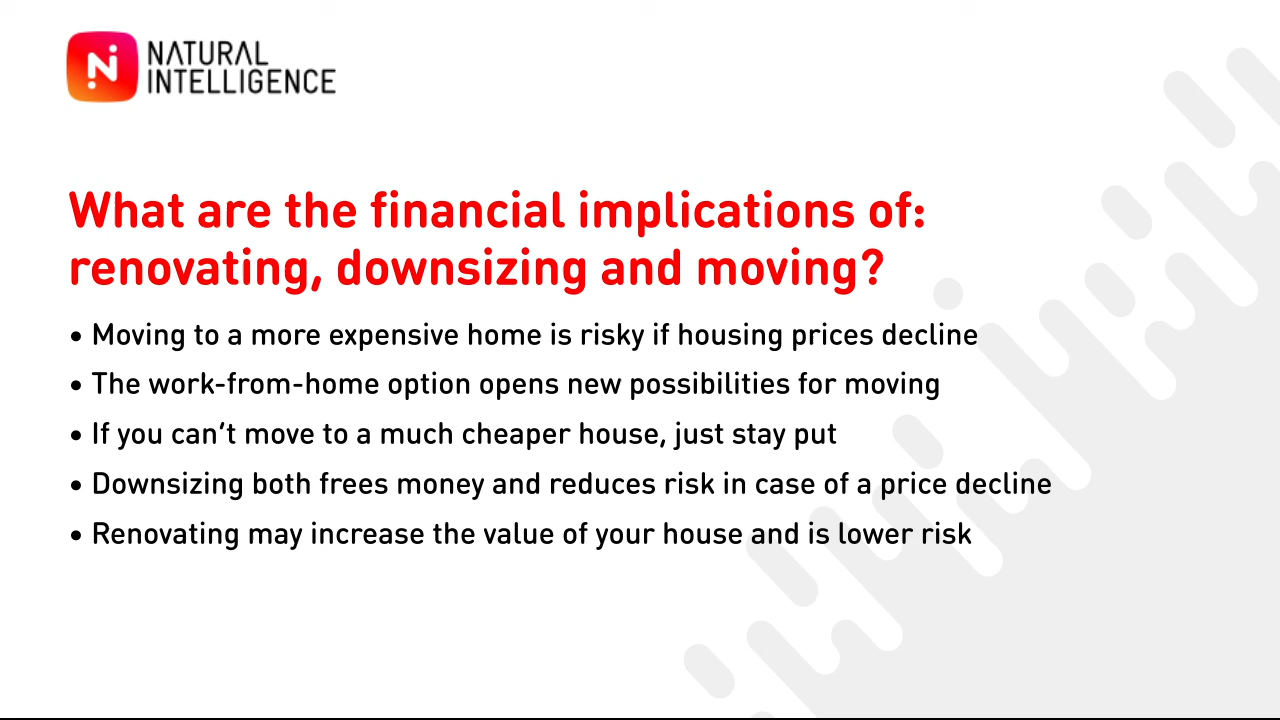 NATURAL
INTELLIGENCE
What are the financial implications of:
renovating, downsizing and moving?
• Moving to a more expensive home is risky if housing prices decline
• The work-from-home option opens new possibilities for moving
• If you can't move to a much cheaper house, just stay put
• Downsizing both frees money and reduces risk in case of a price decline
• Renovating may increase the value of your house and is lower risk